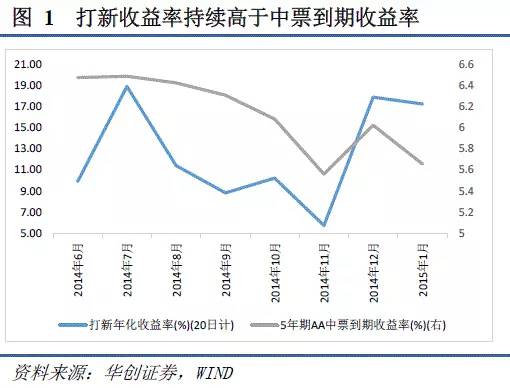 图 1 打新收益率持续高于中票到期收益率
21.00
19.00
17.00
15.00
13.00
11.00
9.00
7.00
5.00
6.6
6.4
6.2
6
5.8
5.6
5.4
5.2
5
2014年6月
2014年7月
2014年8月
2014年9月
2014年10月
2014年11月
2014年12月
2015年1月
打新年化收益率(%)(20日计)
5年期AA中票到期收益率(%)(右)
资料来源：华创证券，WIND